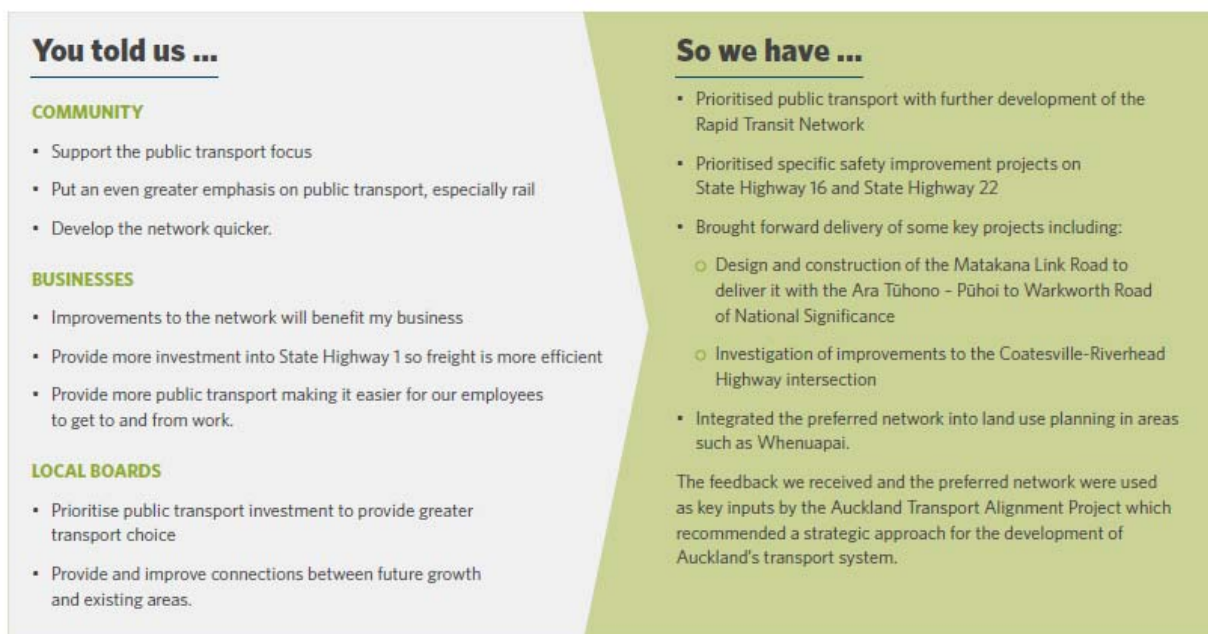 You told us ...
COMMUNITY
▪ Support the public transport focus
▪ Put an even greater emphasis on public transport, especially rail
▪ Develop the network quicker.
BUSINESSES
▪ Improvements to the network will benefit my business
▪ Provide more investment into State Highway 1 so freight is more efficient
▪ Provide more public transport making it easier for our employees
to get to and from work.
LOCAL BOARDS
▪ Prioritise public transport investment to provide greater
transport choice
▪ Provide and improve connections between future growth
and existing areas.
So we have ...
▪ Prioritised public transport with further development of the
Rapid Transit Network
▪ Prioritised specific safety improvement projects on
State Highway 16 and State Highway 22
▪ Brought forward delivery of some key projects including:
○ Design and construction of the Matakana Link Road to
deliver it with the Ara Tūhono – Pūhoi to Warkworth Road
of National Significance
○ Investigation of improvements to the Coatesville-Riverhead
Highway intersection
▪ Integrated the preferred network into land use planning in areas
such as Whenuapai.
The feedback we received and the preferred network were used
as key inputs by the Auckland Transport Alignment Project which
recommended a strategic approach for the development of
Auckland's transport system.